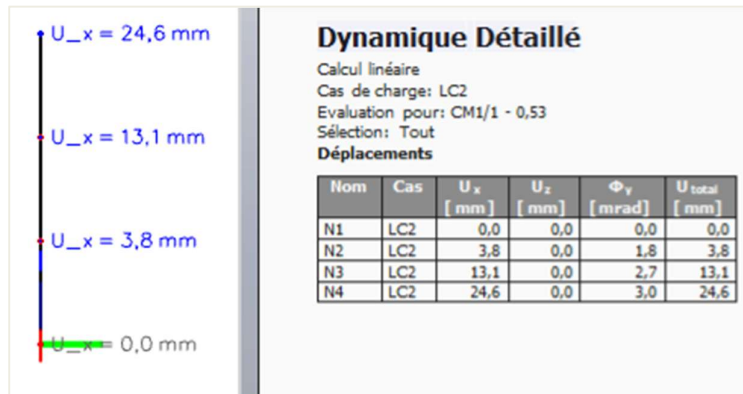 U_x = 24,6 mm
U_x = 13,1 mm
U_x = 3,8 mm
U_x = 0,0 mm
Dynamique Détaillé
Calcul linéaire
Cas de charge: LC2
Evaluation pour: CM1/1 - 0,53
Sélection: Tout
Déplacements
Nom Cas Ux Uz Φy Utotal
[mm] [mm] [mrad] [mm]
N1 LC2 0,0 0,0 0,0 0,0
N2 LC2 3,8 0,0 1,8 3,8
N3 LC2 13,1 0,0 2,7 13,1
N4 LC2 24,6 0,0 3,0 24,6